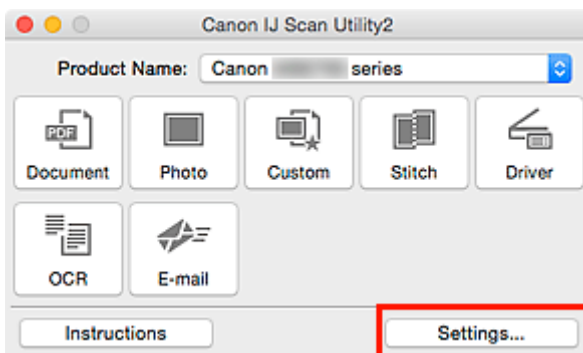 Canon IJ Scan Utility2
Product Name: Canon series
PDF
Document Photo Custom Stitch Driver
OCR E-mail
Instructions Settings...